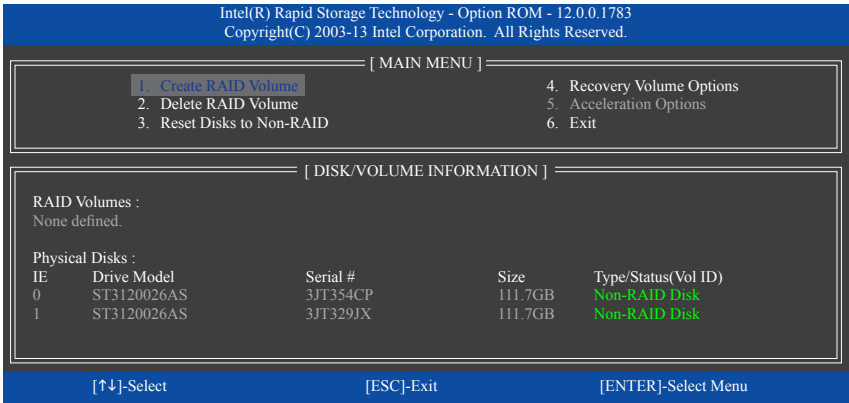 Intel(R) Rapid Storage Technology - Option ROM - 12.0.0.1783
Copyright(C) 2003-13 Intel Corporation.  All Rights Reserved.
[ MAIN MENU ]
1. Create RAID Volume
2. Delete RAID Volume
3. Reset Disks to Non-RAID
4. Recovery Volume Options
5. Acceleration Options
6. Exit
[ DISK/VOLUME INFORMATION ]
RAID Volumes :
None defined.
Physical Disks :
IE Drive Model Serial # Size Type/Status(Vol ID)
0 ST3120026AS 3JT354CP 111.7GB Non-RAID Disk
1 ST3120026AS 3JT329JX 111.7GB Non-RAID Disk
[↑↓]-Select [ESC]-Exit [ENTER]-Select Menu